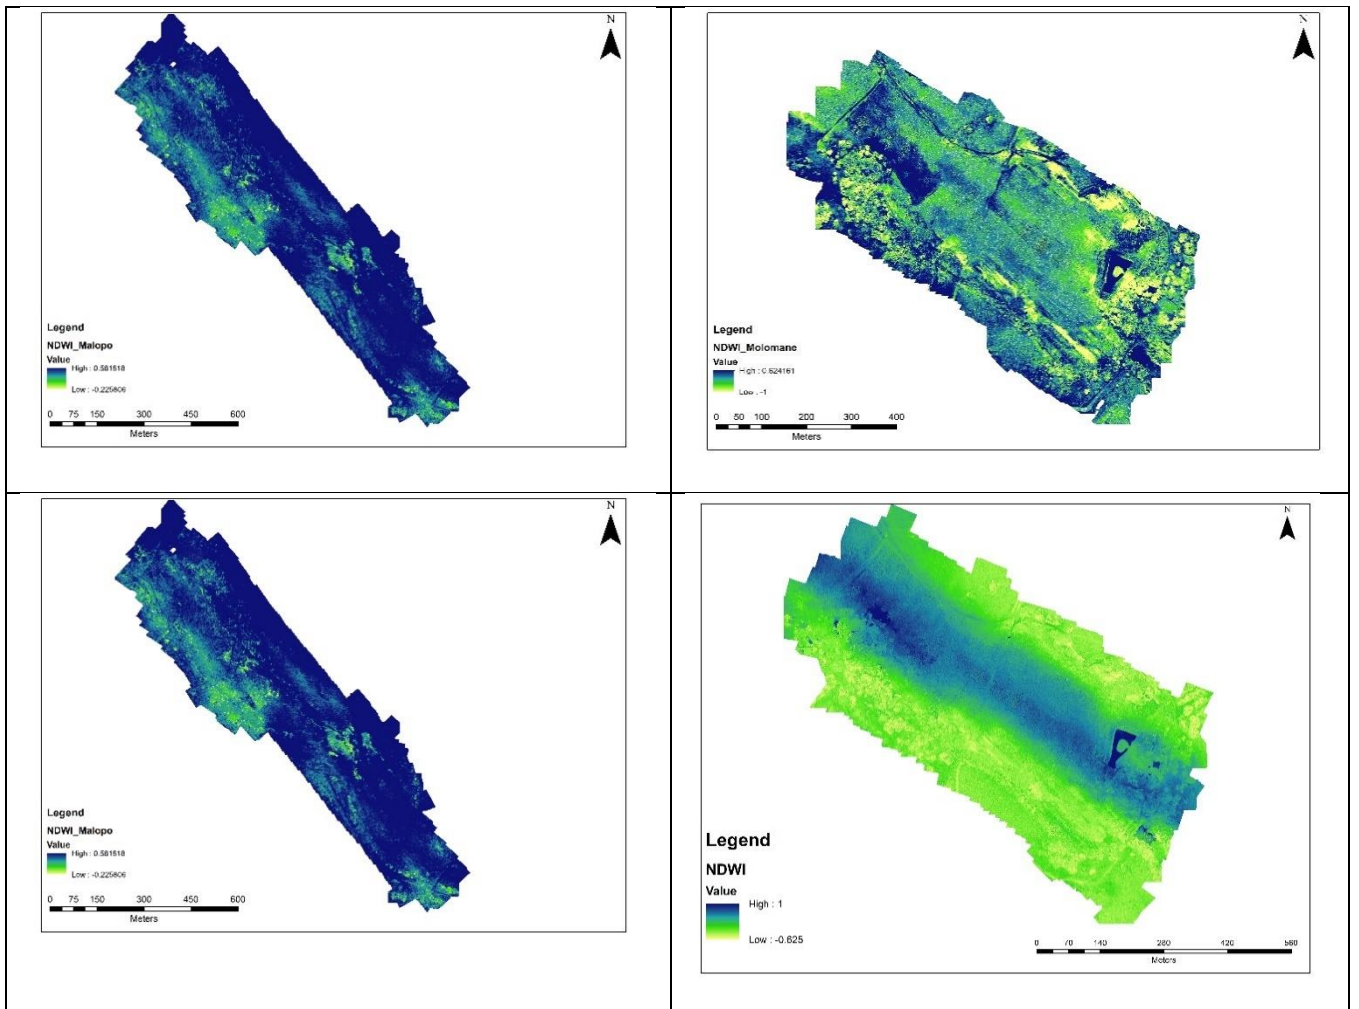 N
Legend
NDWI_Malopo
Value
High : 0.581818
Low : -0.225806
0 75 150 300 450 600
Meters
N
Legend
NDWI_Molomane
Value
High : 0.624161
Low : -1
0 50 100 200 300 400
Meters
N
Legend
NDWI_Malopo
Value
High : 0.581818
Low : -0.225806
0 75 150 300 450 600
Meters
N
Legend
NDWI
Value
High : 1
Low : -0.625
0 70 140 280 420 560
Meters